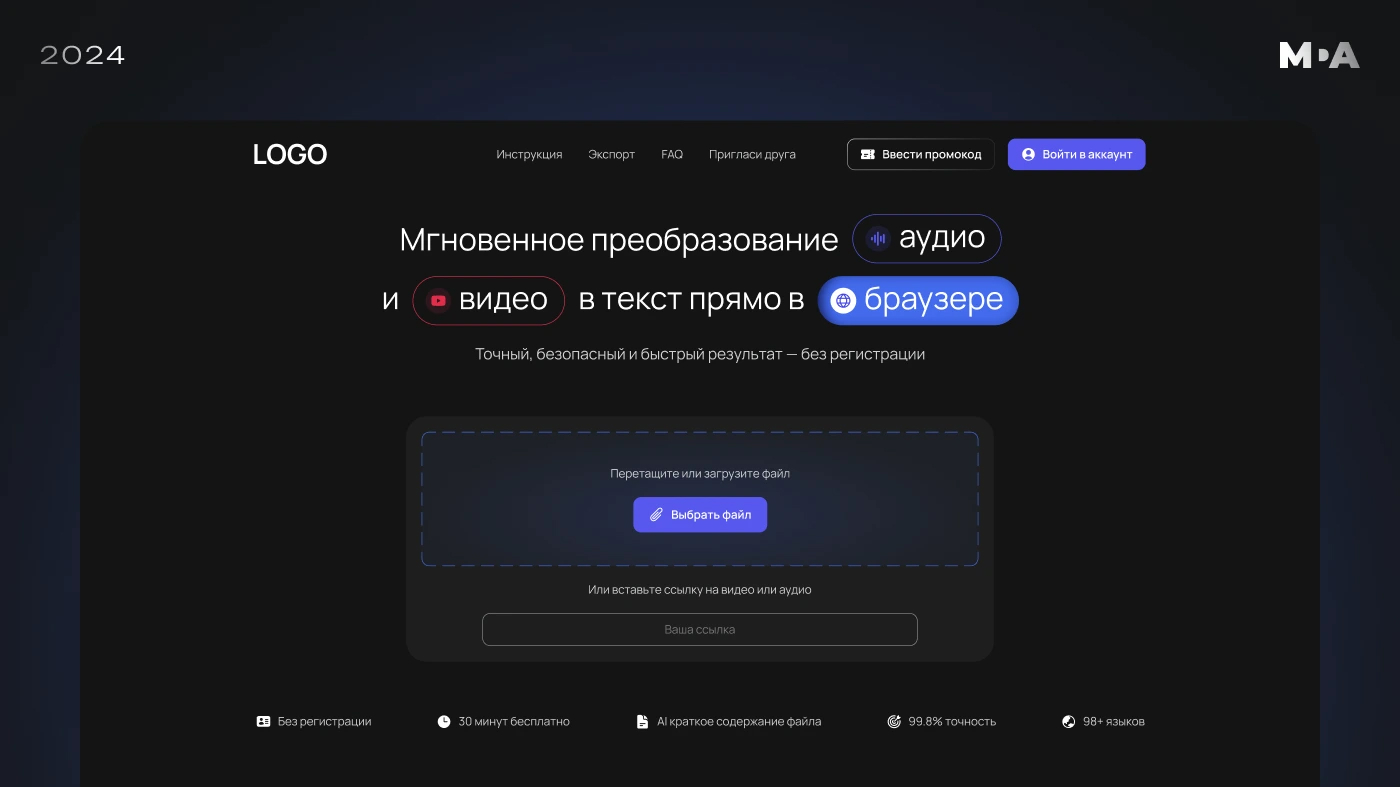 2024
MDA
LOGO
Инструкция Экспорт FAQ Пригласи друга Ввести промокод Войти в аккаунт
Мгновенное преобразование аудио
и видео в текст прямо в браузере
Точный, безопасный и быстрый результат — без регистрации
Перетащите или загрузите файл
Выбрать файл
Или вставьте ссылку на видео или аудио
Ваша ссылка
Без регистрации 30 минут бесплатно AI краткое содержание файла 99.8% точность 98+ языков